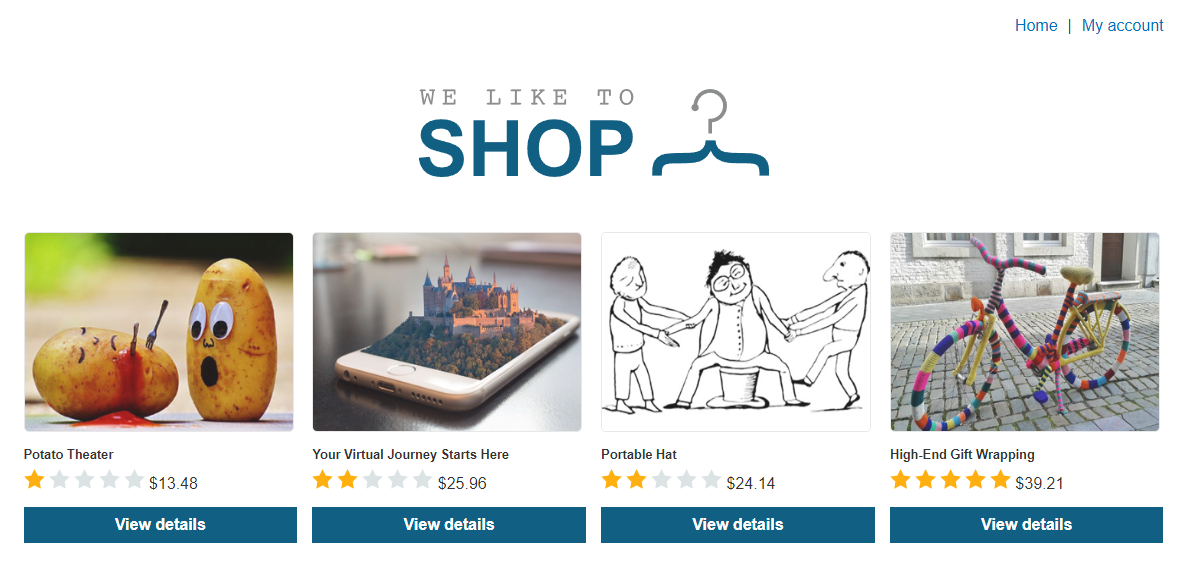 Home | My account
WE LIKE TO
SHOP
Potato Theater
$13.48
View details
Your Virtual Journey Starts Here
$25.96
View details
Portable Hat
$24.14
View details
High-End Gift Wrapping
$39.21
View details